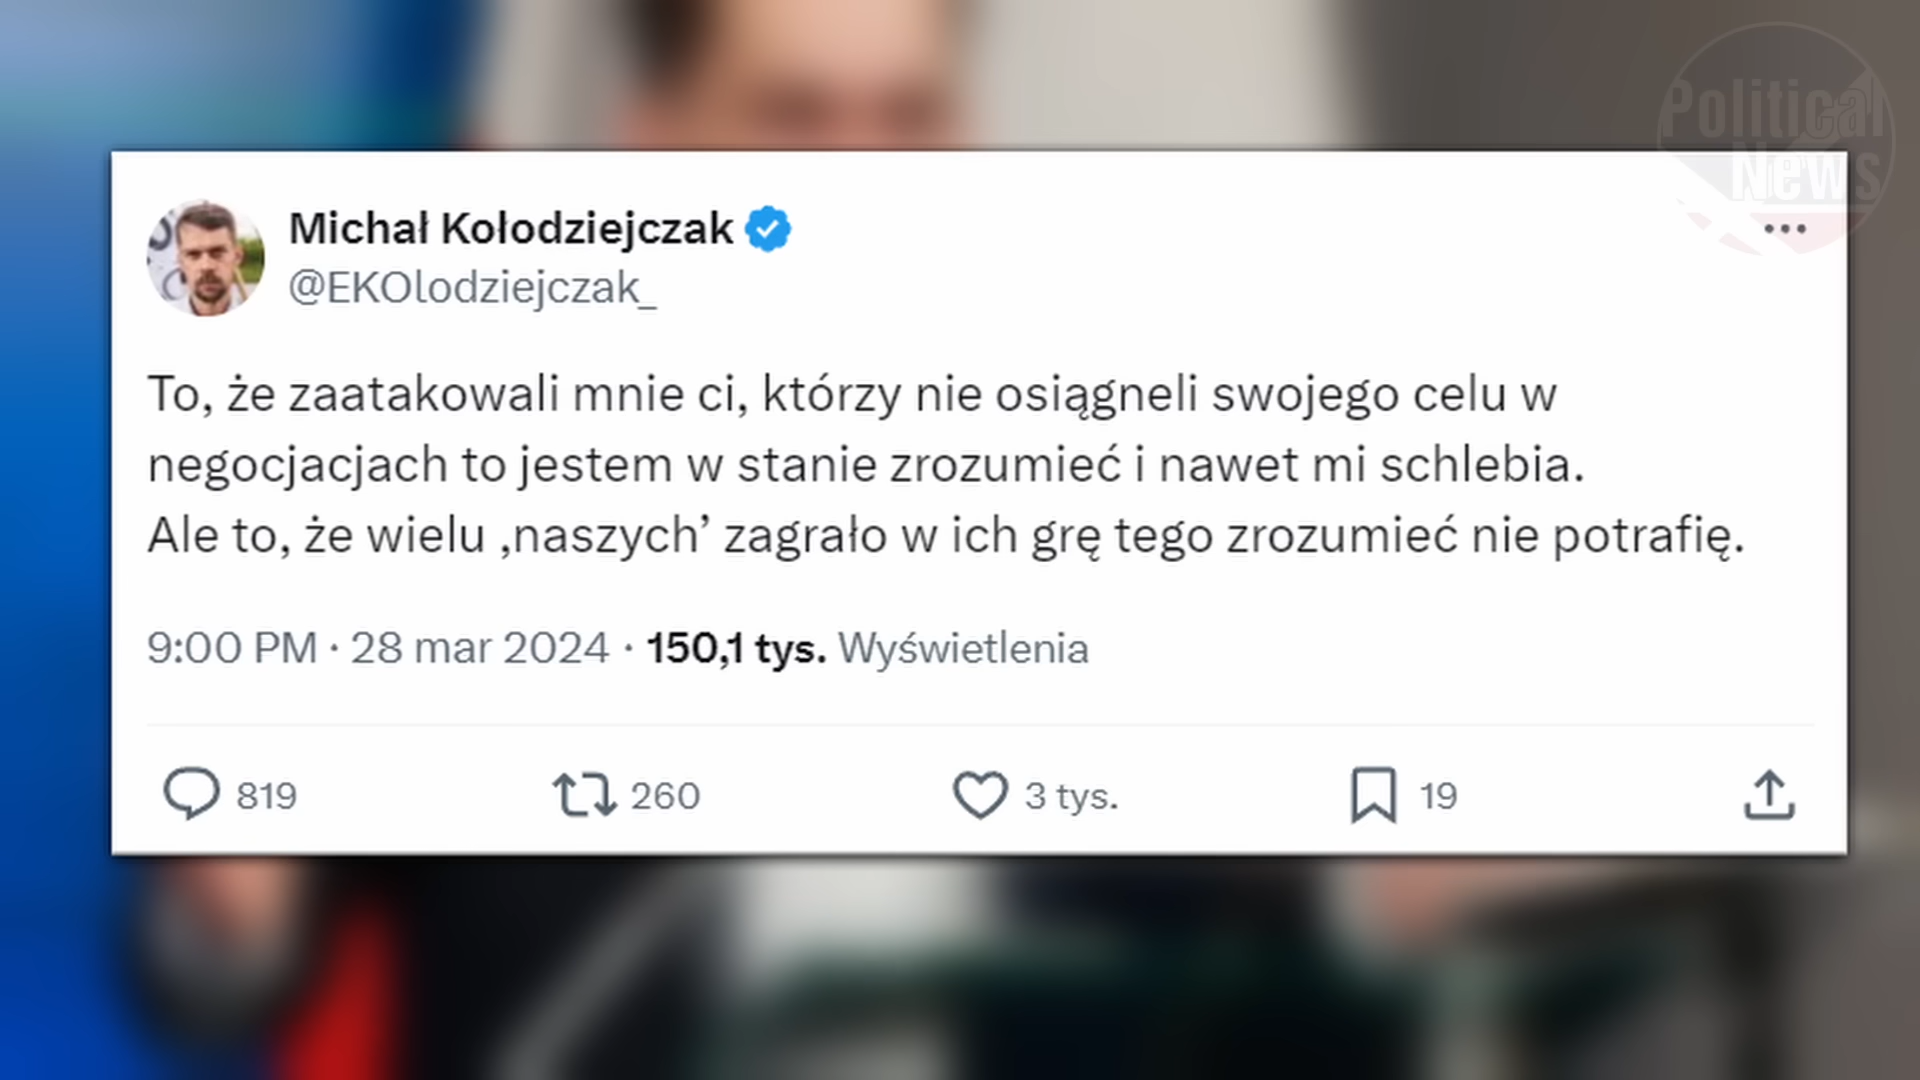 Political
News
Michał Kołodziejczak
@EKOlodziejczak_
To, że zaatakowali mnie ci, którzy nie osiągneli swojego celu w
negocjacjach to jestem w stanie zrozumieć i nawet mi schlebia.
Ale to, że wielu ‚naszych’ zagrało w ich grę tego zrozumieć nie potrafię.
9:00 PM · 28 mar 2024 · 150,1 tys. Wyświetlenia
819 260 3 tys. 19